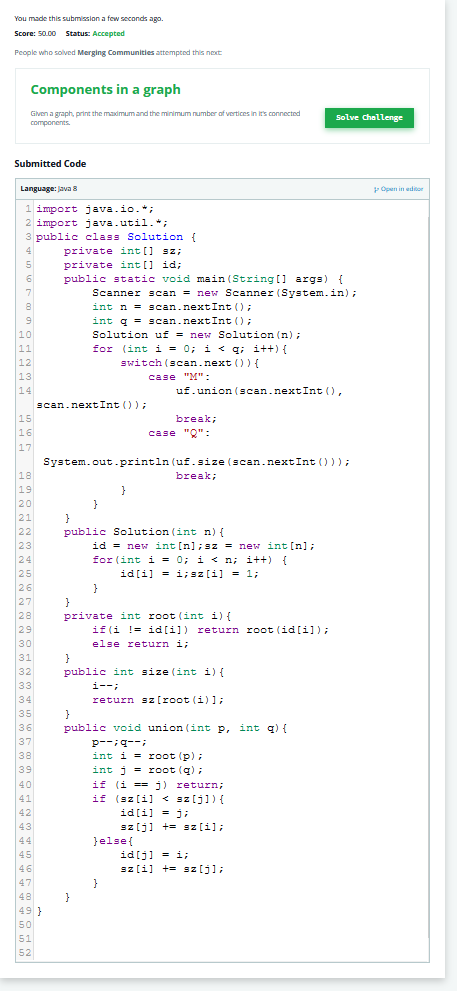 You made this submission a few seconds ago.
Score: 50.00 Status: Accepted
People who solved Merging Communities attempted this next:
Components in a graph
Given a graph, print the maximum and the minimum number of vertices in it's connected
components.
Solve Challenge
Submitted Code
Language: Java 8
Open in editor
1 import java.io.*;
2 import java.util.*;
3 public class Solution {
4 private int[] sz;
5 private int[] id;
6 public static void main(String[] args) {
7 Scanner scan = new Scanner(System.in);
8 int n = scan.nextInt();
9 int q = scan.nextInt();
10 Solution uf = new Solution(n);
11 for (int i = 0; i < q; i++){
12 switch(scan.next()){
13 case "M":
14 uf.union(scan.nextInt(),
scan.nextInt());
15 break;
16 case "Q":
17
System.out.println(uf.size(scan.nextInt()));
18 break;
19 }
20 }
21 }
22 public Solution(int n){
23 id = new int[n];sz = new int[n];
24 for(int i = 0; i < n; i++) {
25 id[i] = i;sz[i] = 1;
26 }
27 }
28 private int root(int i){
29 if(i != id[i]) return root(id[i]);
30 else return i;
31 }
32 public int size(int i){
33 i--;
34 return sz[root(i)];
35 }
36 public void union(int p, int q){
37 p--;q--;
38 int i = root(p);
39 int j = root(q);
40 if (i == j) return;
41 if (sz[i] < sz[j]){
42 id[i] = j;
43 sz[j] += sz[i];
44 }else{
45 id[j] = i;
46 sz[i] += sz[j];
47 }
48 }
49 }
50
51
52